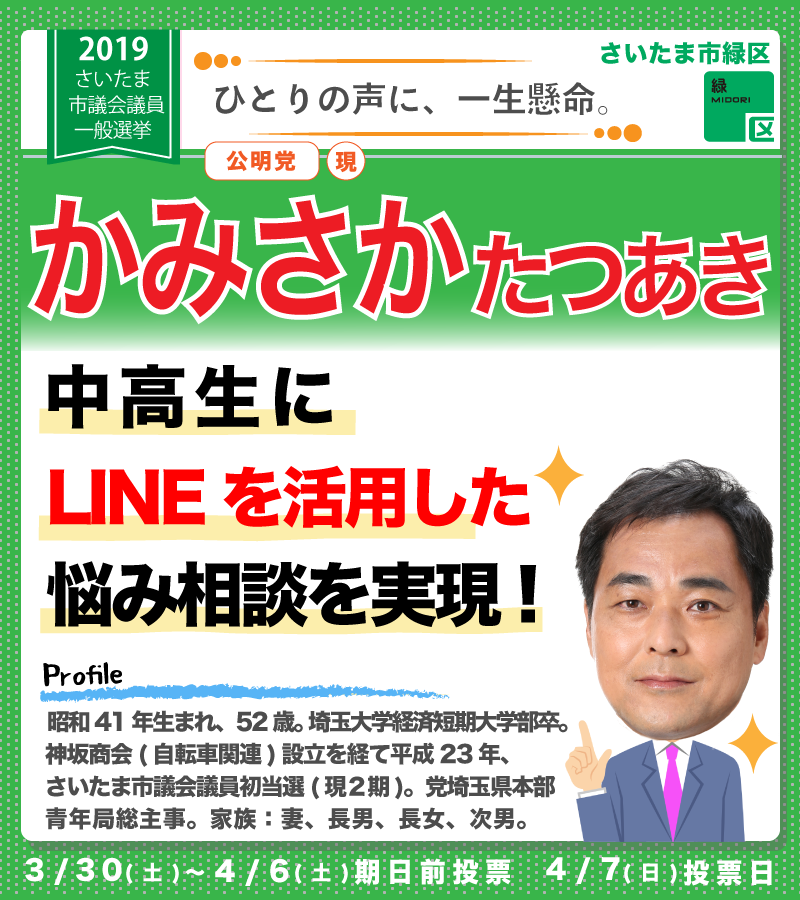 2019
さいたま
市議会議員
一般選挙
ひとりの声に、一生懸命。
さいたま市緑区
緑
MIDORI
区
公明党 現
かみさかたつあき
中高生に
LINEを活用した
悩み相談を実現！
Profile
昭和41年生まれ、52歳。埼玉大学経済短期大学部卒。
神坂商会(自転車関連)設立を経て平成23年、
さいたま市議会議員初当選(現2期)。党埼玉県本部
青年局総主事。家族：妻、長男、長女、次男。
3/30(土)～4/6(土)期日前投票 4/7(日)投票日